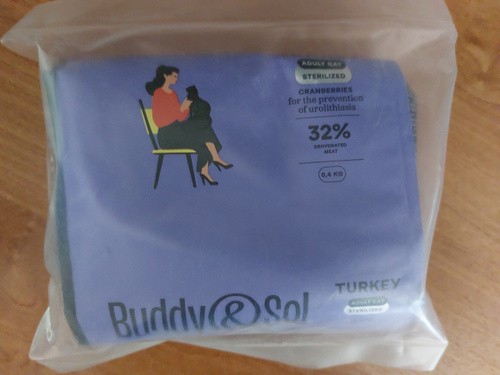 ADULT CAT
STERILIZED
CRANBERRIES
for the prevention
of urolithiasis
32%
DEHYDRATED
MEAT
0,4 KG
TURKEY
ADULT CAT
STERILIZED
Buddy & Sol